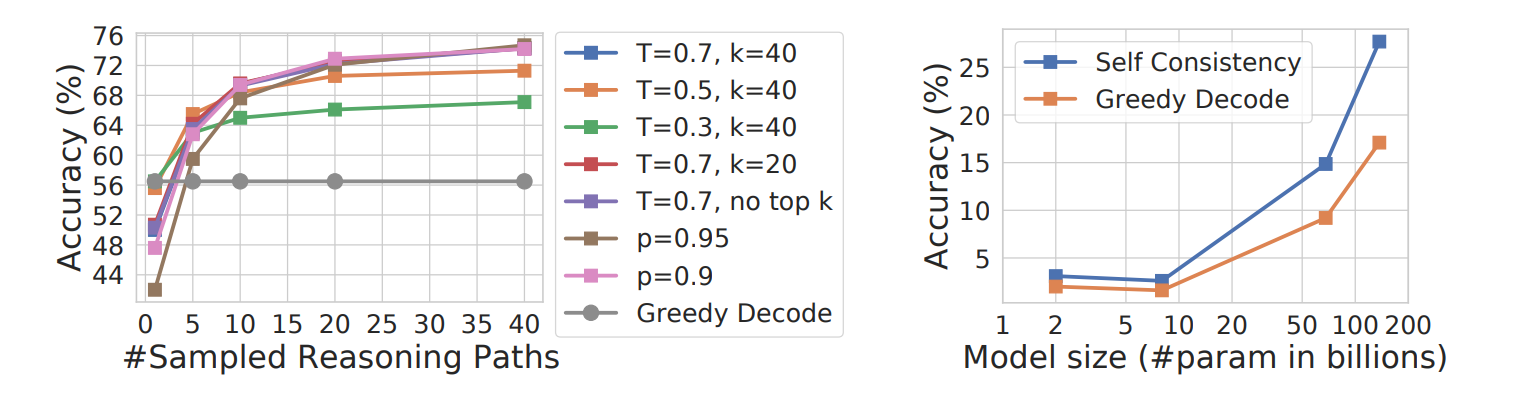 Accuracy (%)
76
72
68
64
60
56
52
48
44
0 5 10 15 20 25 30 35 40
#Sampled Reasoning Paths
T=0.7, k=40
T=0.5, k=40
T=0.3, k=40
T=0.7, k=20
T=0.7, no top k
p=0.95
p=0.9
Greedy Decode
Accuracy (%)
25
20
15
10
5
Self Consistency
Greedy Decode
1 2 5 10 20 50 100 200
Model size (#param in billions)